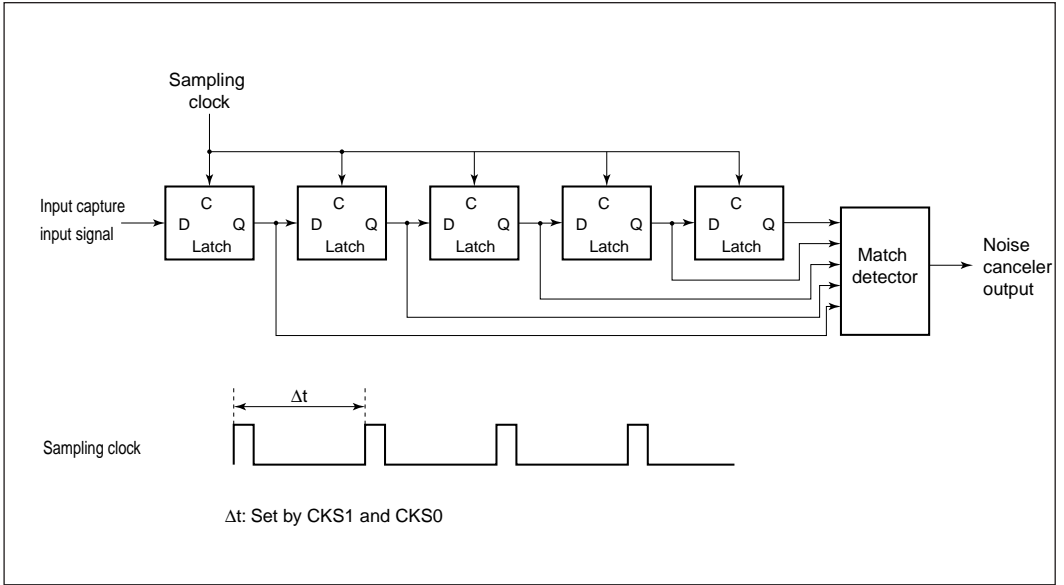 Sampling
clock
Input capture
input signal
C
D Q
Latch
C
D Q
Latch
C
D Q
Latch
C
D Q
Latch
C
D Q
Latch
Match
detector
Noise
canceler
output
Δt
Sampling clock
Δt: Set by CKS1 and CKS0